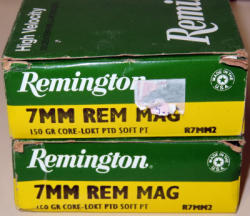 High Velocity
Remington
Remington®
7MM REM MAG
150 GR CORE-LOKT PTD SOFT PT R7MM2
Remington®
7MM REM MAG
150 GR CORE-LOKT PTD SOFT PT R7MM2